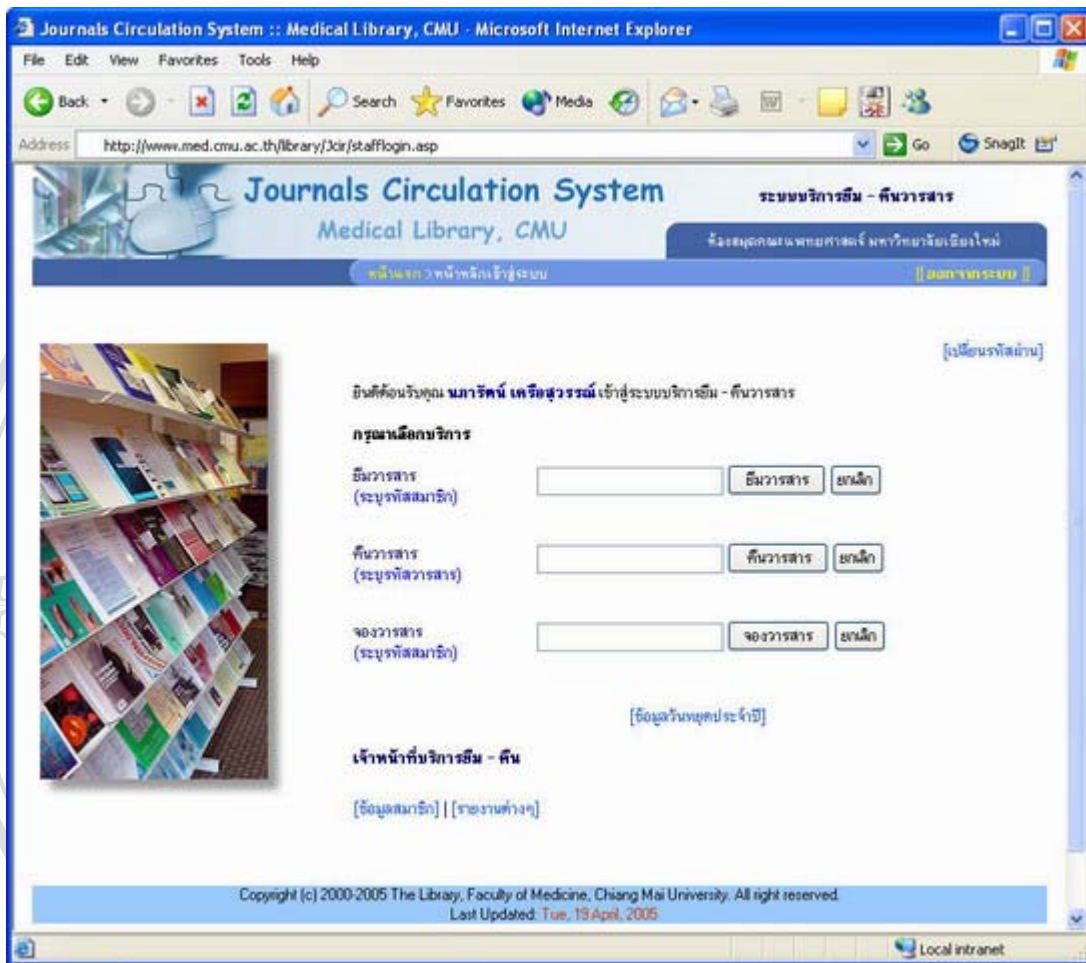 Journals Circulation System :: Medical Library, CMU - Microsoft Internet Explorer
File Edit View Favorites Tools Help
Back Search Favorites Media
Address http://www.med.cmu.ac.th/library/Jcir/stafflogin.asp Go SnagIt
Journals Circulation System
ระบบบริการยืม - คืนวารสาร
Medical Library, CMU
ห้องสมุดคณะแพทยศาสตร์ มหาวิทยาลัยเชียงใหม่
หน้าแรก > หน้าหลักเข้าสู่ระบบ || ออกจากระบบ ||
[เปลี่ยนรหัสผ่าน]
ยินดีต้อนรับคุณ นภารัตน์ เครือสุวรรณ์ เข้าสู่ระบบบริการยืม - คืนวารสาร
กรุณาเลือกบริการ
ยืมวารสาร
(ระบุรหัสสมาชิก)
ยืมวารสาร ยกเลิก
คืนวารสาร
(ระบุรหัสวารสาร)
คืนวารสาร ยกเลิก
จองวารสาร
(ระบุรหัสสมาชิก)
จองวารสาร ยกเลิก
[ข้อมูลวันหยุดประจำปี]
เจ้าหน้าที่บริการยืม - คืน
[ข้อมูลสมาชิก] | [รายงานต่างๆ]
Copyright (c) 2000-2005 The Library, Faculty of Medicine, Chiang Mai University. All right reserved.
Last Updated: Tue, 19 April, 2005
Local intranet